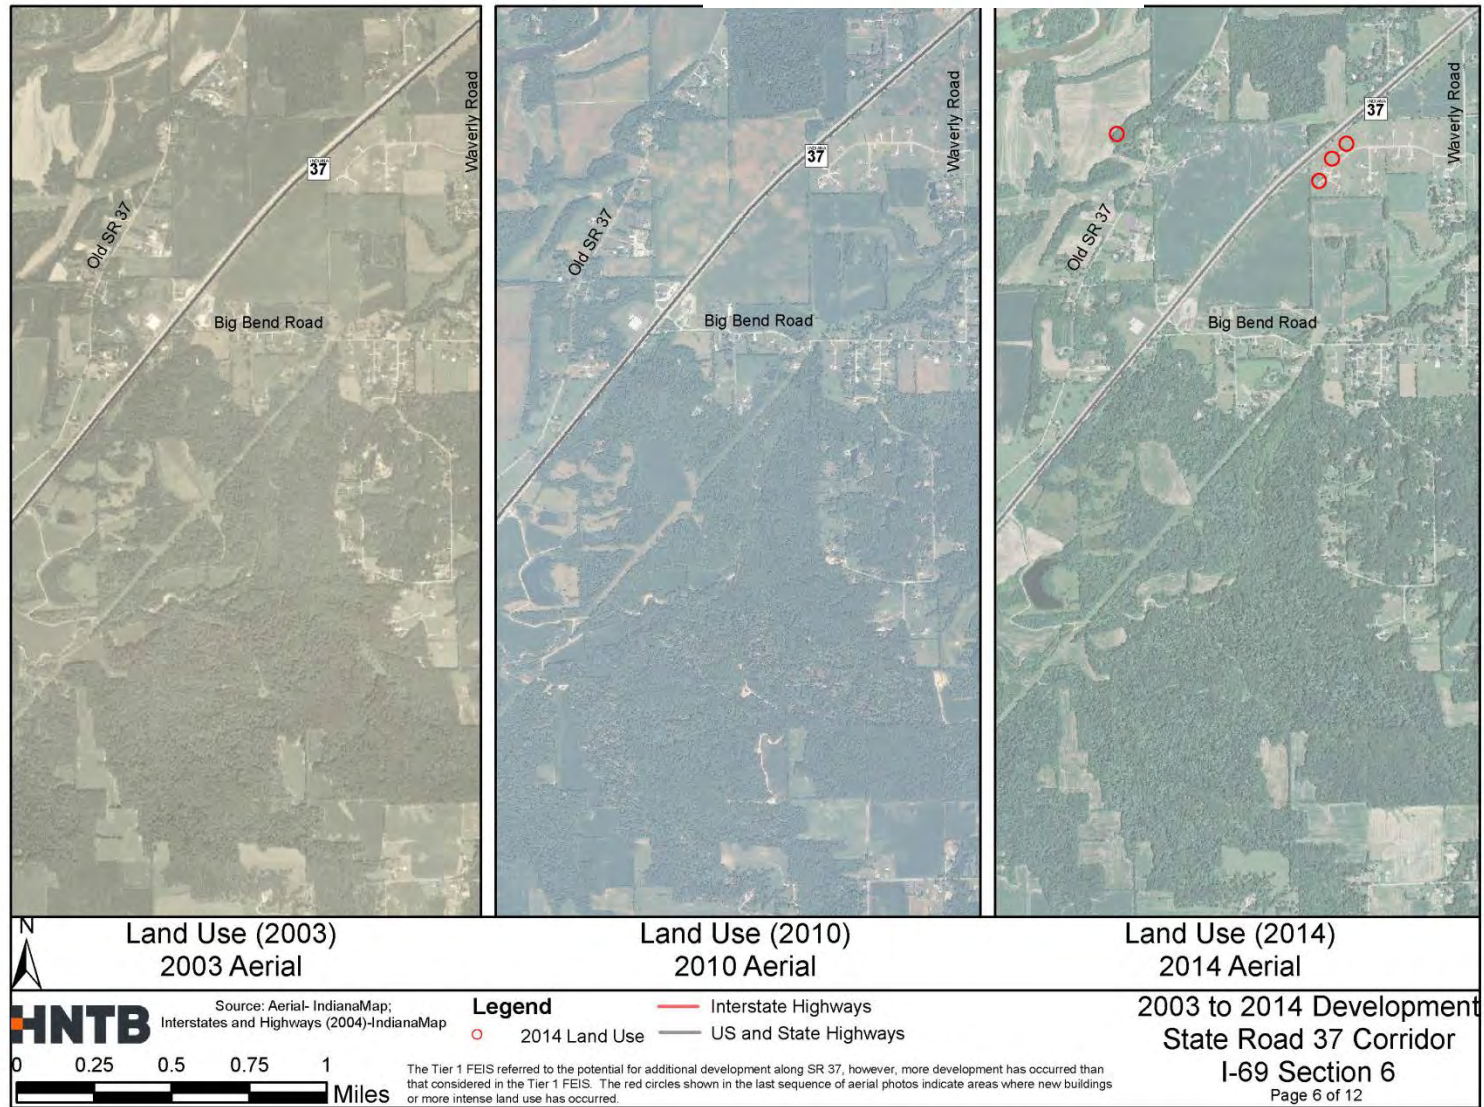 Waverly Road
INDIANA
37
Old SR 37
Big Bend Road
Waverly Road
INDIANA
37
Old SR 37
Big Bend Road
Waverly Road
INDIANA
37
Old SR 37
Big Bend Road
N
Land Use (2003)
2003 Aerial
Land Use (2010)
2010 Aerial
Land Use (2014)
2014 Aerial
HNTB
Source: Aerial- IndianaMap;
Interstates and Highways (2004)-IndianaMap
0 0.25 0.5 0.75 1
Miles
Legend
2014 Land Use
Interstate Highways
US and State Highways
The Tier 1 FEIS referred to the potential for additional development along SR 37, however, more development has occurred than
that considered in the Tier 1 FEIS. The red circles shown in the last sequence of aerial photos indicate areas where new buildings
or more intense land use has occurred.
2003 to 2014 Development
State Road 37 Corridor
I-69 Section 6
Page 6 of 12